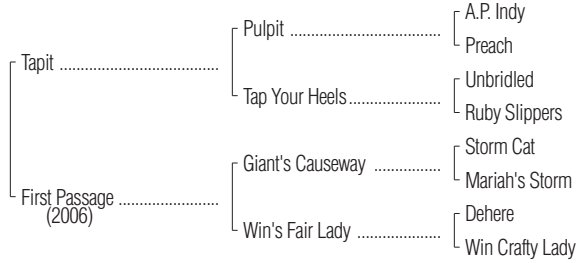 A.P. Indy
Pulpit ........................................
Preach
Tapit ..........................................
Unbridled
Tap Your Heels.......................
Ruby Slippers
Storm Cat
Giant's Causeway .................
Mariah's Storm
First Passage ..........................
(2006)
Dehere
Win's Fair Lady .....................
Win Crafty Lady